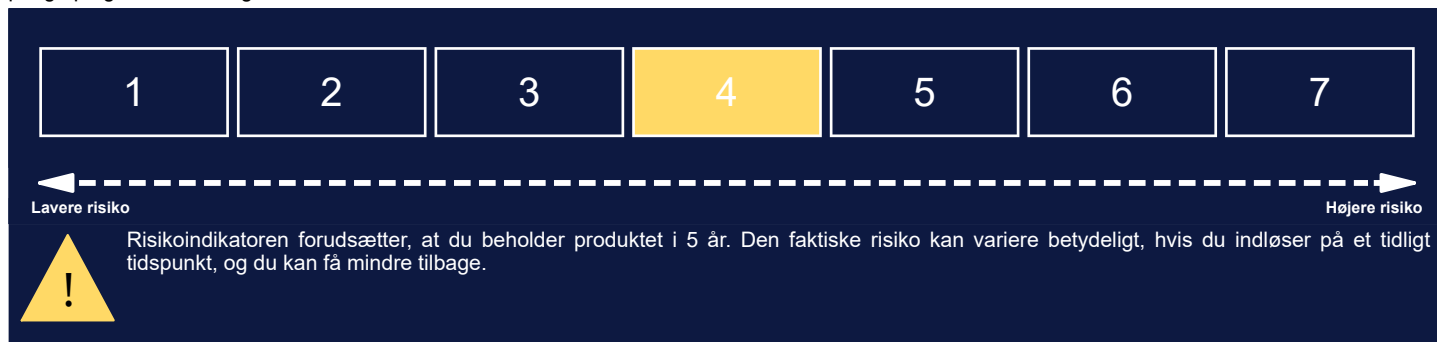 1 2 3 4 5 6 7
Lavere risiko Højere risiko
Risikoindikatoren forudsætter, at du beholder produktet i 5 år. Den faktiske risiko kan variere betydeligt, hvis du indløser på et tidligt
tidspunkt, og du kan få mindre tilbage.
!